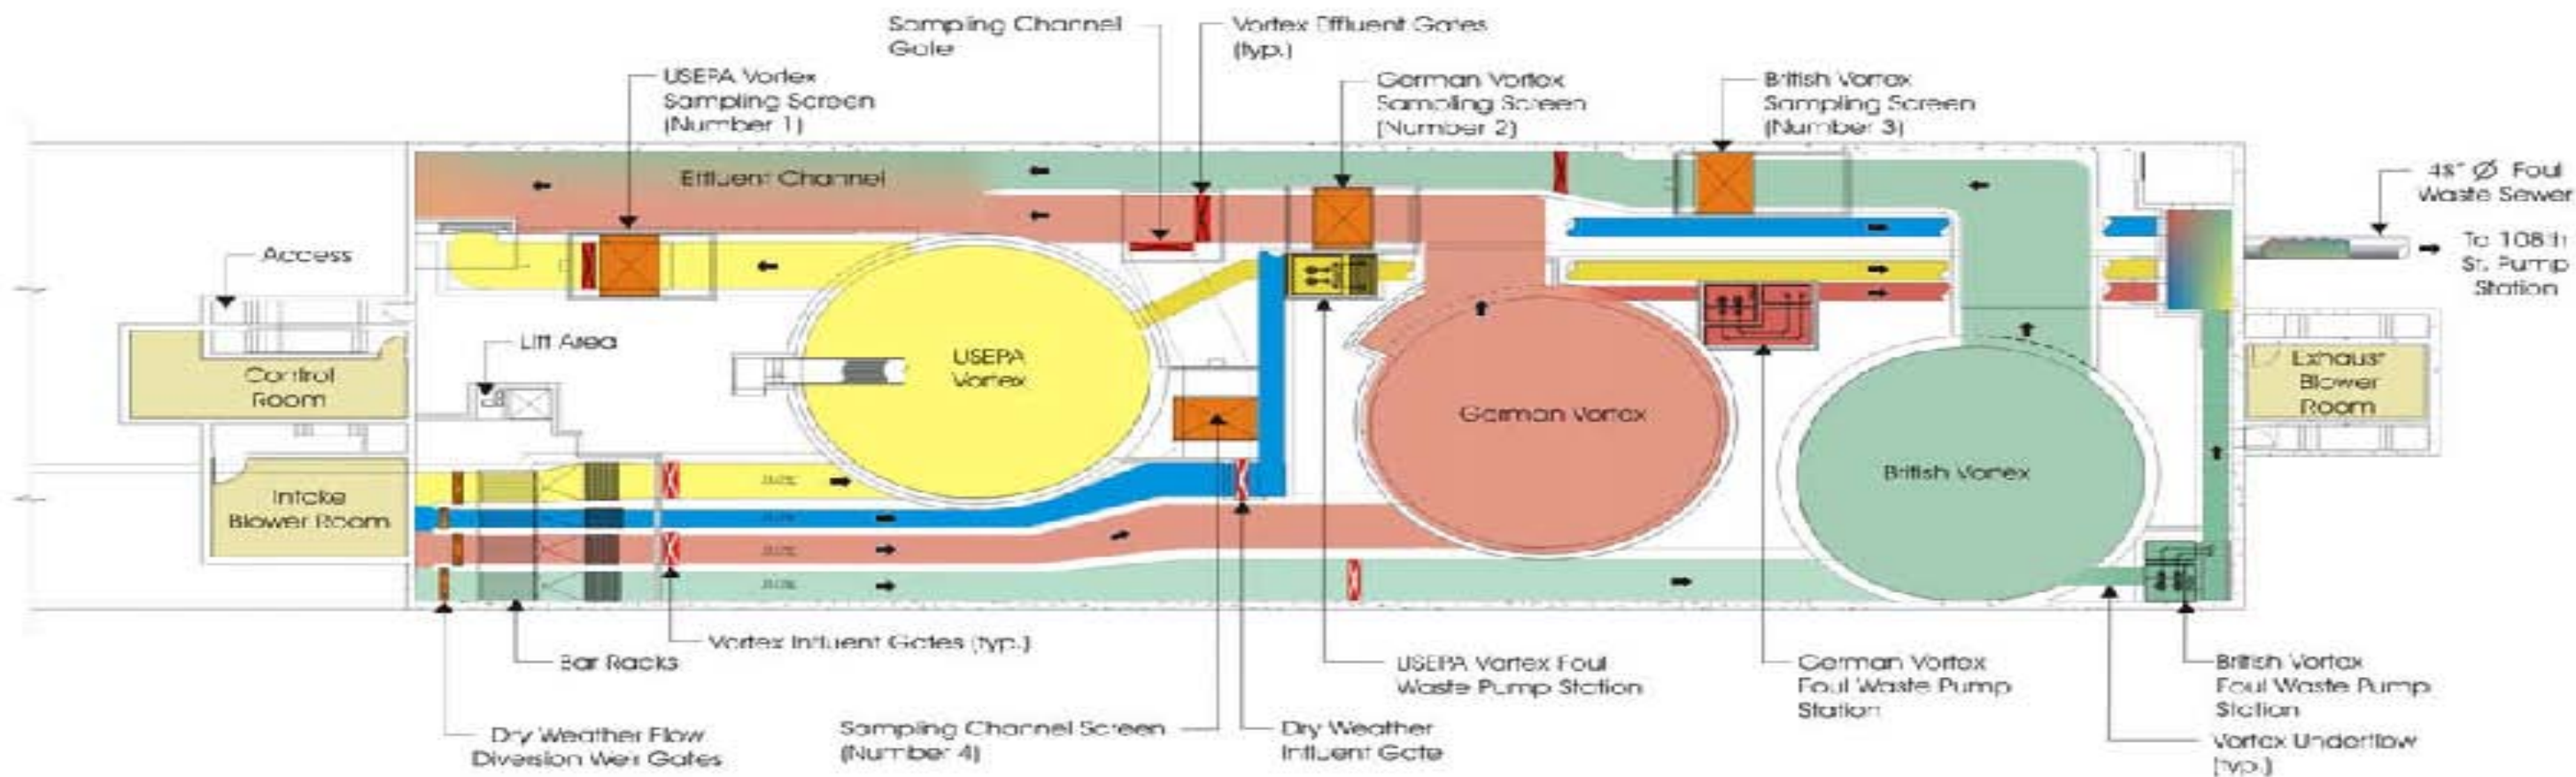 Sampling Channel
Gate
Vortex Effluent Gates
(typ.)
USEPA Vortex
Sampling Screen
(Number 1)
German Vortex
Sampling Screen
(Number 2)
British Vortex
Sampling Screen
(Number 3)
Effluent Channel
48" Ø Foul
Waste Sewer
To 108th
St. Pump
Station
Access
Lift Area
Control
Room
USEPA
Vortex
German Vortex
British Vortex
Exhaust
Blower
Room
Intake
Blower Room
Vortex Influent Gates (typ.)
Bar Racks
USEPA Vortex Foul
Waste Pump Station
German Vortex
Foul Waste Pump
Station
British Vortex
Foul Waste Pump
Station
Dry Weather Flow
Diversion Weir Gates
Sampling Channel Screen
(Number 4)
Dry Weather
Influent Gate
Vortex Underflow
(typ.)